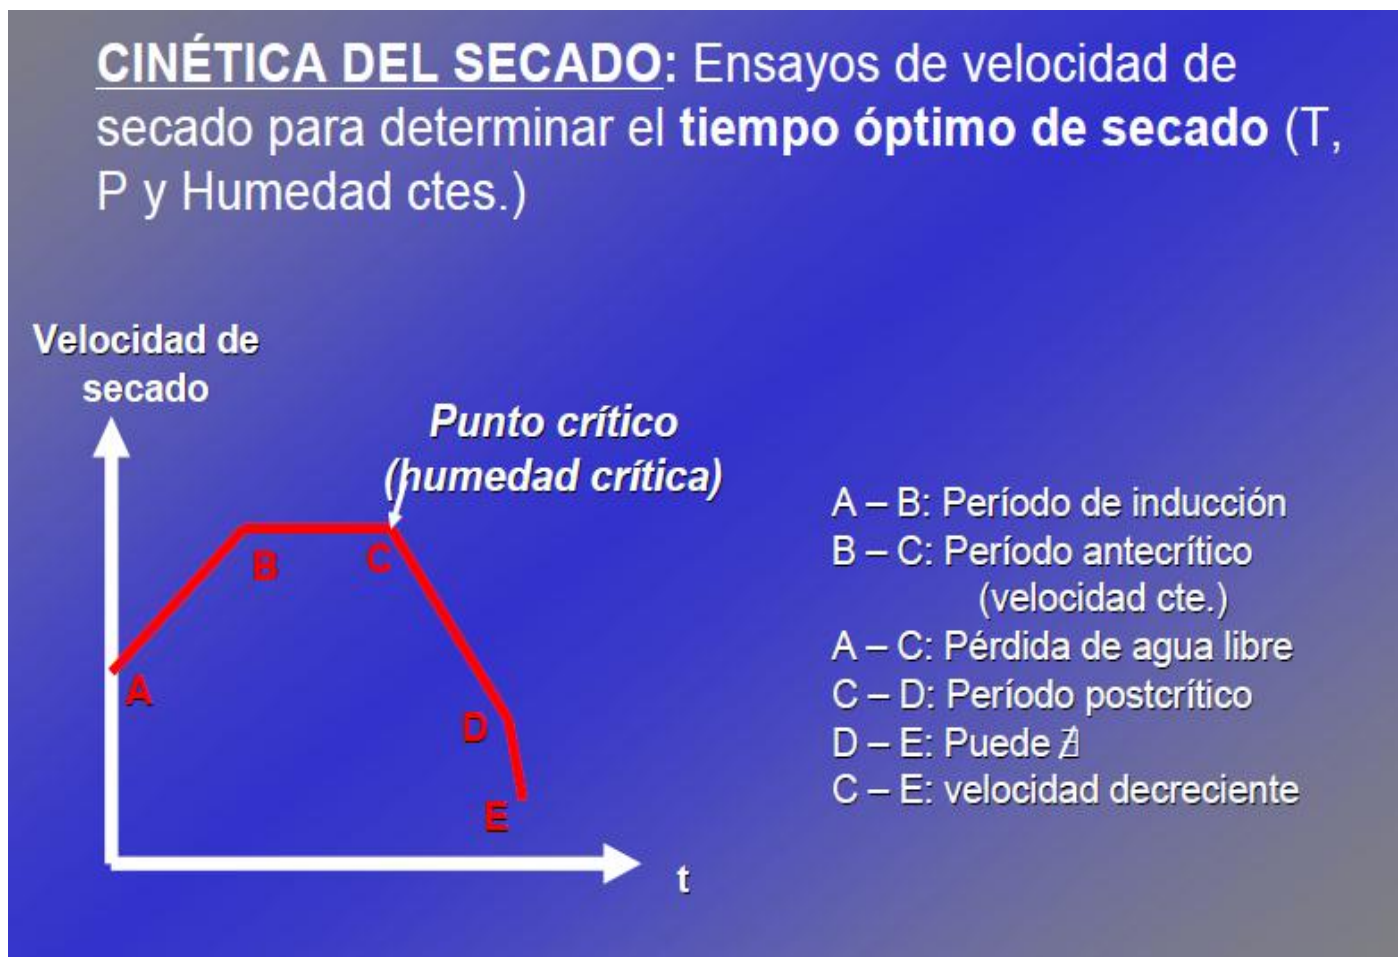 CINÉTICA DEL SECADO: Ensayos de velocidad de
secado para determinar el tiempo óptimo de secado (T,
P y Humedad ctes.)
Velocidad de
secado
Punto crítico
(humedad crítica)
A
B
C
D
E
t
A – B: Período de inducción
B – C: Período antecrítico
(velocidad cte.)
A – C: Pérdida de agua libre
C – D: Período postcrítico
D – E: Puede ∄
C – E: velocidad decreciente